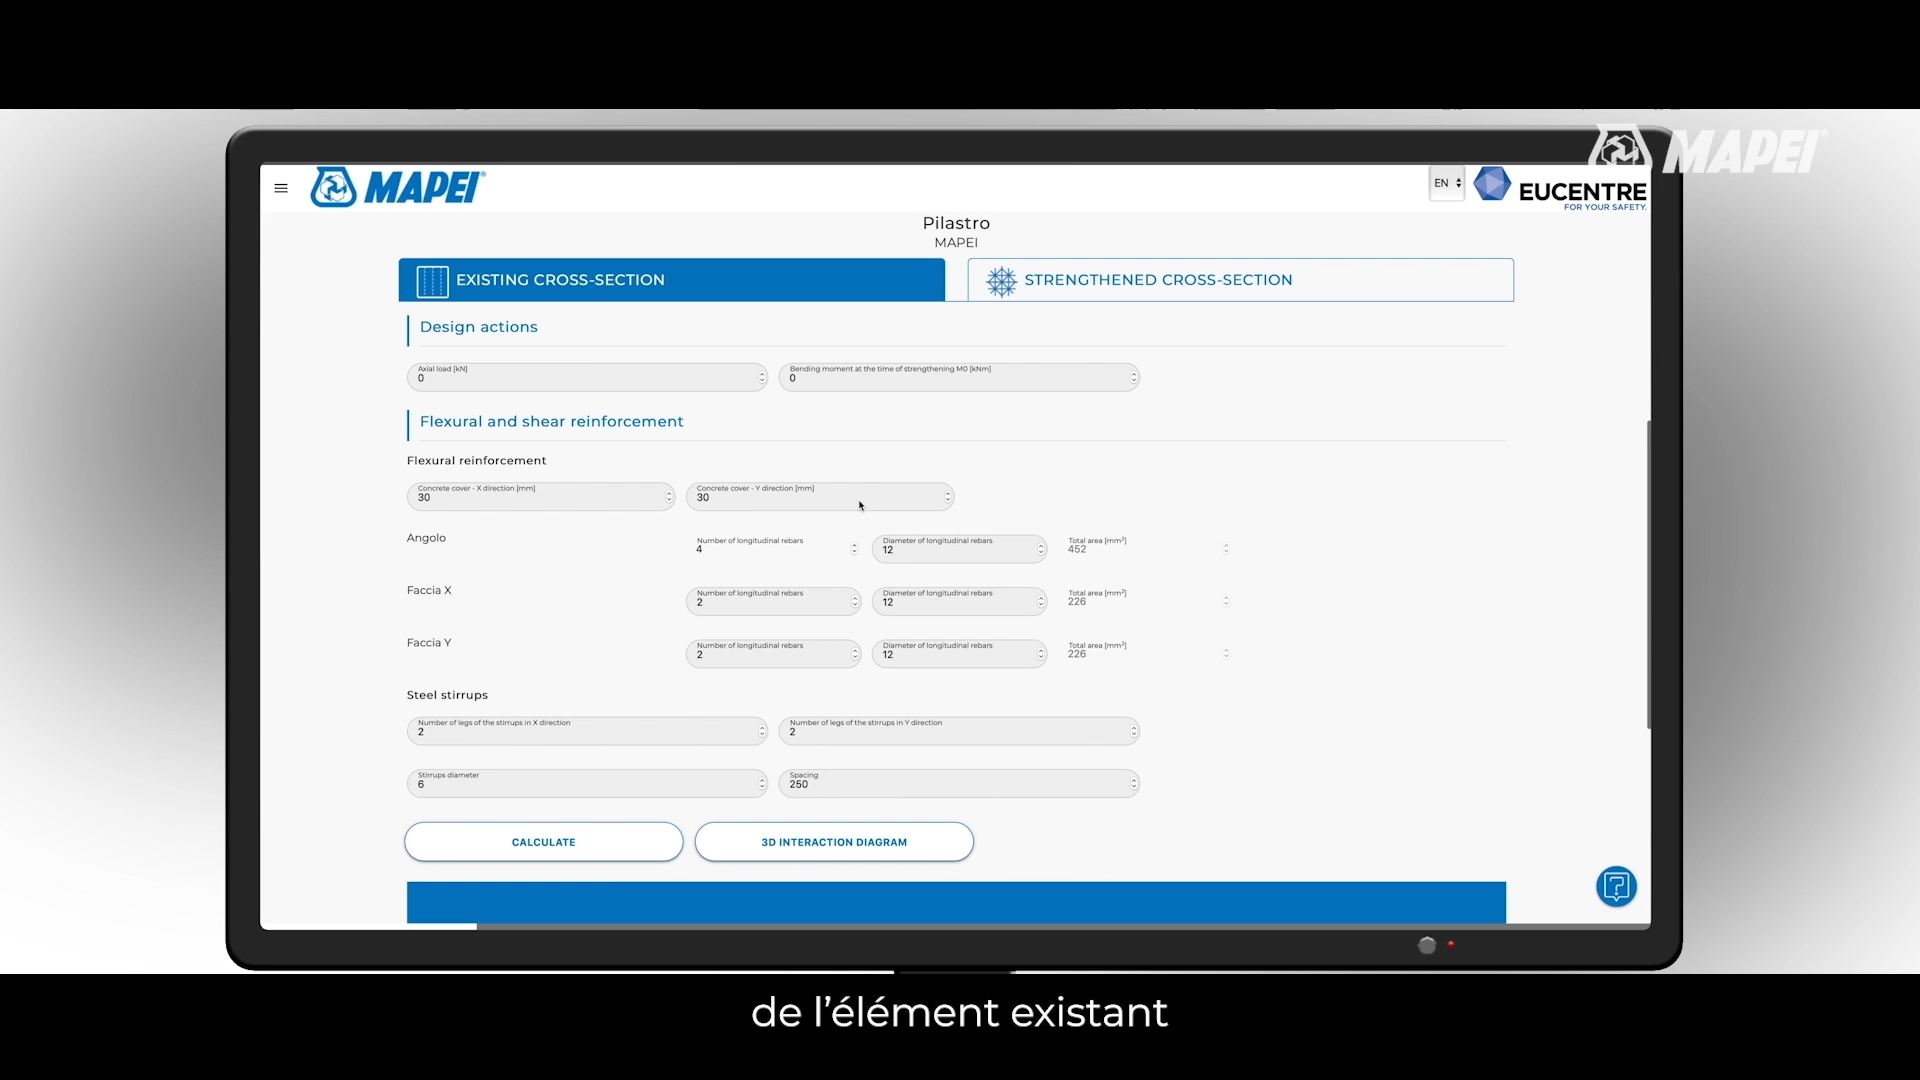 MAPEI
MAPEI
EN
EUCENTRE
FOR YOUR SAFETY.
Pilastro
MAPEI
EXISTING CROSS-SECTION
STRENGTHENED CROSS-SECTION
Design actions
Axial load [kN]
0
Bending moment at the time of strengthening M0 [kNm]
0
Flexural and shear reinforcement
Flexural reinforcement
Concrete cover - X direction [mm]
30
Concrete cover - Y direction [mm]
30
Angolo
Number of longitudinal rebars
4
Diameter of longitudinal rebars
12
Total area [mm²]
452
Faccia X
Number of longitudinal rebars
2
Diameter of longitudinal rebars
12
Total area [mm²]
226
Faccia Y
Number of longitudinal rebars
2
Diameter of longitudinal rebars
12
Total area [mm²]
226
Steel stirrups
Number of legs of the stirrups in X direction
2
Number of legs of the stirrups in Y direction
2
Stirrups diameter
6
Spacing
250
CALCULATE
3D INTERACTION DIAGRAM
de l’élément existant